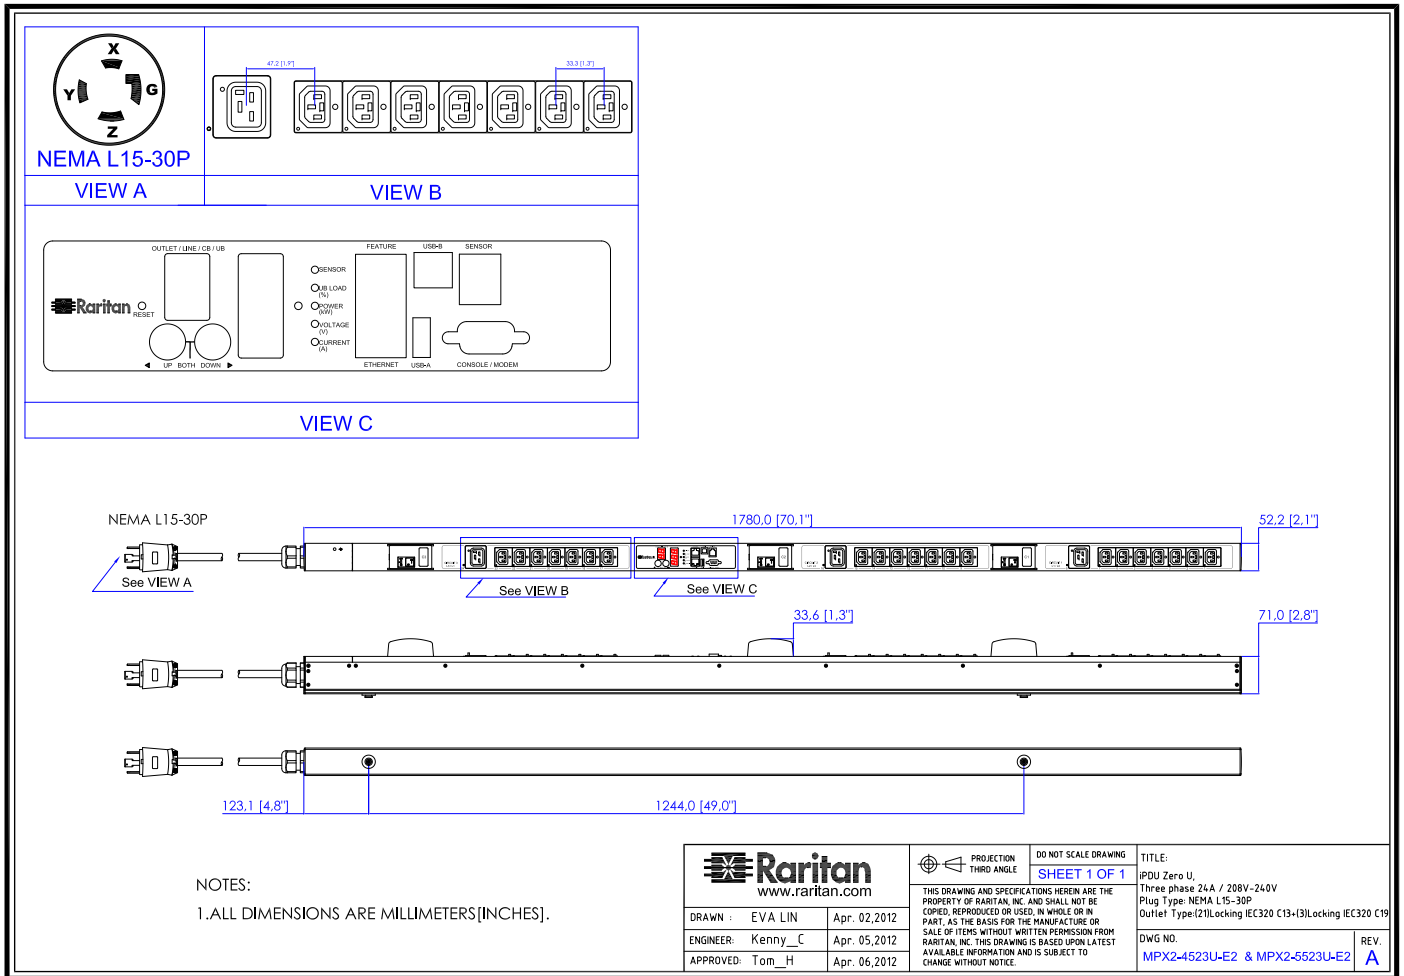 X
Y
G
Z
NEMA L15-30P
VIEW A
47,2 [1,9"]
33,3 [1,3"]
VIEW B
OUTLET / LINE / CB / UB
Raritan
RESET
UP BOTH DOWN
SENSOR
UB LOAD
(%)
POWER
(kW)
VOLTAGE
(V)
CURRENT
(A)
FEATURE
ETHERNET
USB-B
USB-A
SENSOR
CONSOLE / MODEM
VIEW C
NEMA L15-30P
See VIEW A
1780,0 [70,1"]
52,2 [2,1"]
See VIEW B
See VIEW C
33,6 [1,3"]
71,0 [2,8"]
123,1 [4,8"]
1244,0 [49,0"]
NOTES:
1.ALL DIMENSIONS ARE MILLIMETERS[INCHES].
Raritan
www.raritan.com
DRAWN : EVA LIN Apr. 02,2012
ENGINEER: Kenny__C Apr. 05,2012
APPROVED: Tom__H Apr. 06,2012
PROJECTION
THIRD ANGLE
DO NOT SCALE DRAWING
SHEET 1 OF 1
THIS DRAWING AND SPECIFICATIONS HEREIN ARE THE
PROPERTY OF RARITAN, INC. AND SHALL NOT BE
COPIED, REPRODUCED OR USED, IN WHOLE OR IN
PART, AS THE BASIS FOR THE MANUFACTURE OR
SALE OF ITEMS WITHOUT WRITTEN PERMISSION FROM
RARITAN, INC. THIS DRAWING IS BASED UPON LATEST
AVAILABLE INFORMATION AND IS SUBJECT TO
CHANGE WITHOUT NOTICE.
TITLE:
iPDU Zero U,
Three phase 24A / 208V-240V
Plug Type: NEMA L15-30P
Outlet Type:(21)Locking IEC320 C13+(3)Locking IEC320 C19
DWG NO.
MPX2-4523U-E2 & MPX2-5523U-E2
REV.
A